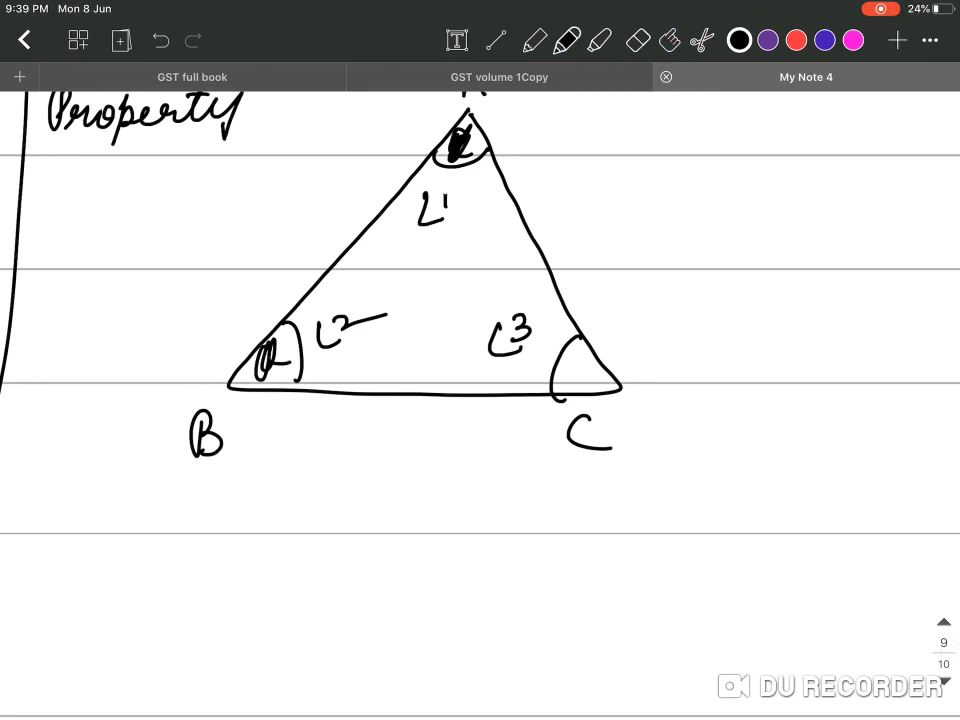 9:39 PM Mon 8 Jun 24%
GST full book GST volume 1Copy My Note 4
Property
∠1
∠2 ∠3
B C
9
10
DU RECORDER